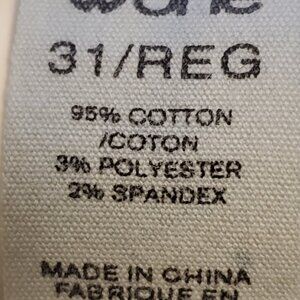 31/REG
95% COTTON
/COTON
3% POLYESTER
2% SPANDEX
MADE IN CHINA
FABRIQUE EN